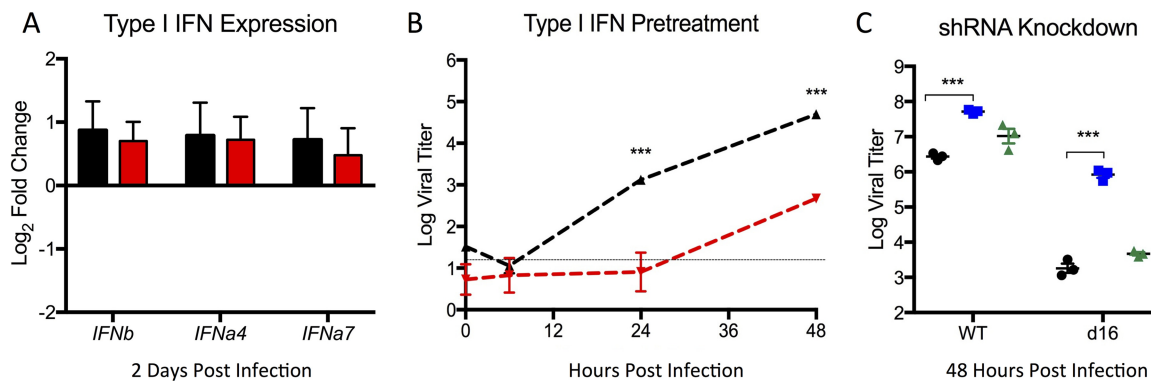 A Type I IFN Expression
Log2 Fold Change
2
1
0
-1
-2
IFNb IFNa4 IFNa7
2 Days Post Infection
B Type I IFN Pretreatment
Log Viral Titer
6
5
4
3
2
1
0
***
***
0 12 24 36 48
Hours Post Infection
C shRNA Knockdown
Log Viral Titer
9
8
7
6
5
4
3
2
***
***
WT d16
48 Hours Post Infection